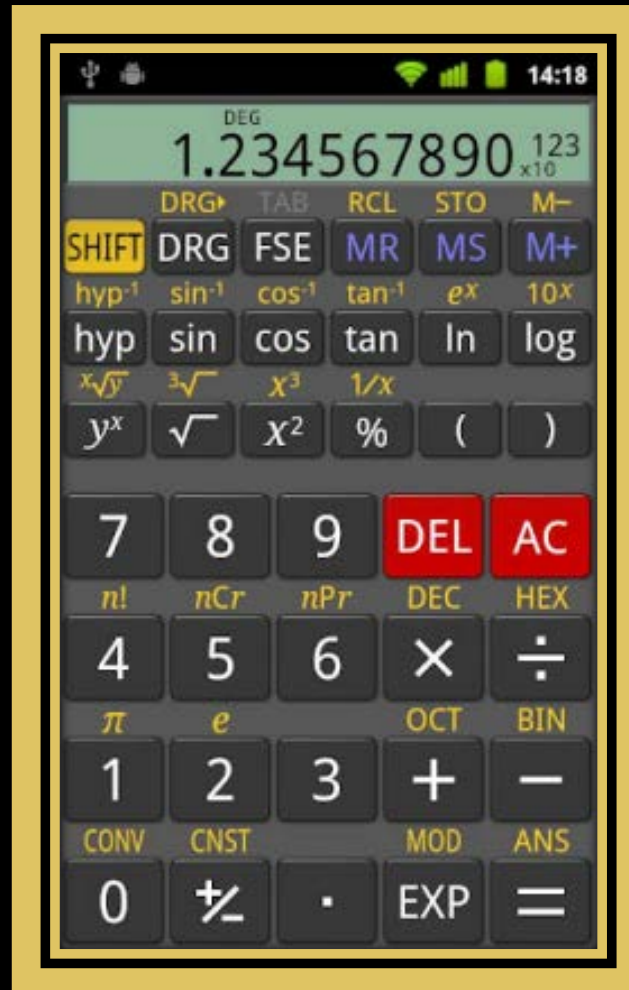 14:18
DEG
1.234567890 x10 123
DRG▸ TAB RCL STO M−
SHIFT DRG FSE MR MS M+
hyp⁻¹ sin⁻¹ cos⁻¹ tan⁻¹ eˣ 10ˣ
hyp sin cos tan ln log
ˣ√y ³√ x³ 1/x
yˣ √ x² % ( )
7 8 9 DEL AC
n! nCr nPr DEC HEX
4 5 6 × ÷
π e OCT BIN
1 2 3 + −
CONV CNST MOD ANS
0 +/− · EXP =